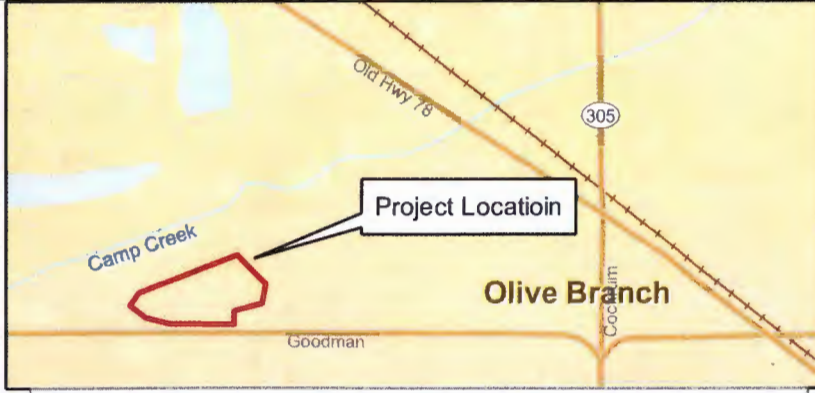 Old Hwy 78
305
Project Locatioin
Camp Creek
Olive Branch
Cockrum
Goodman